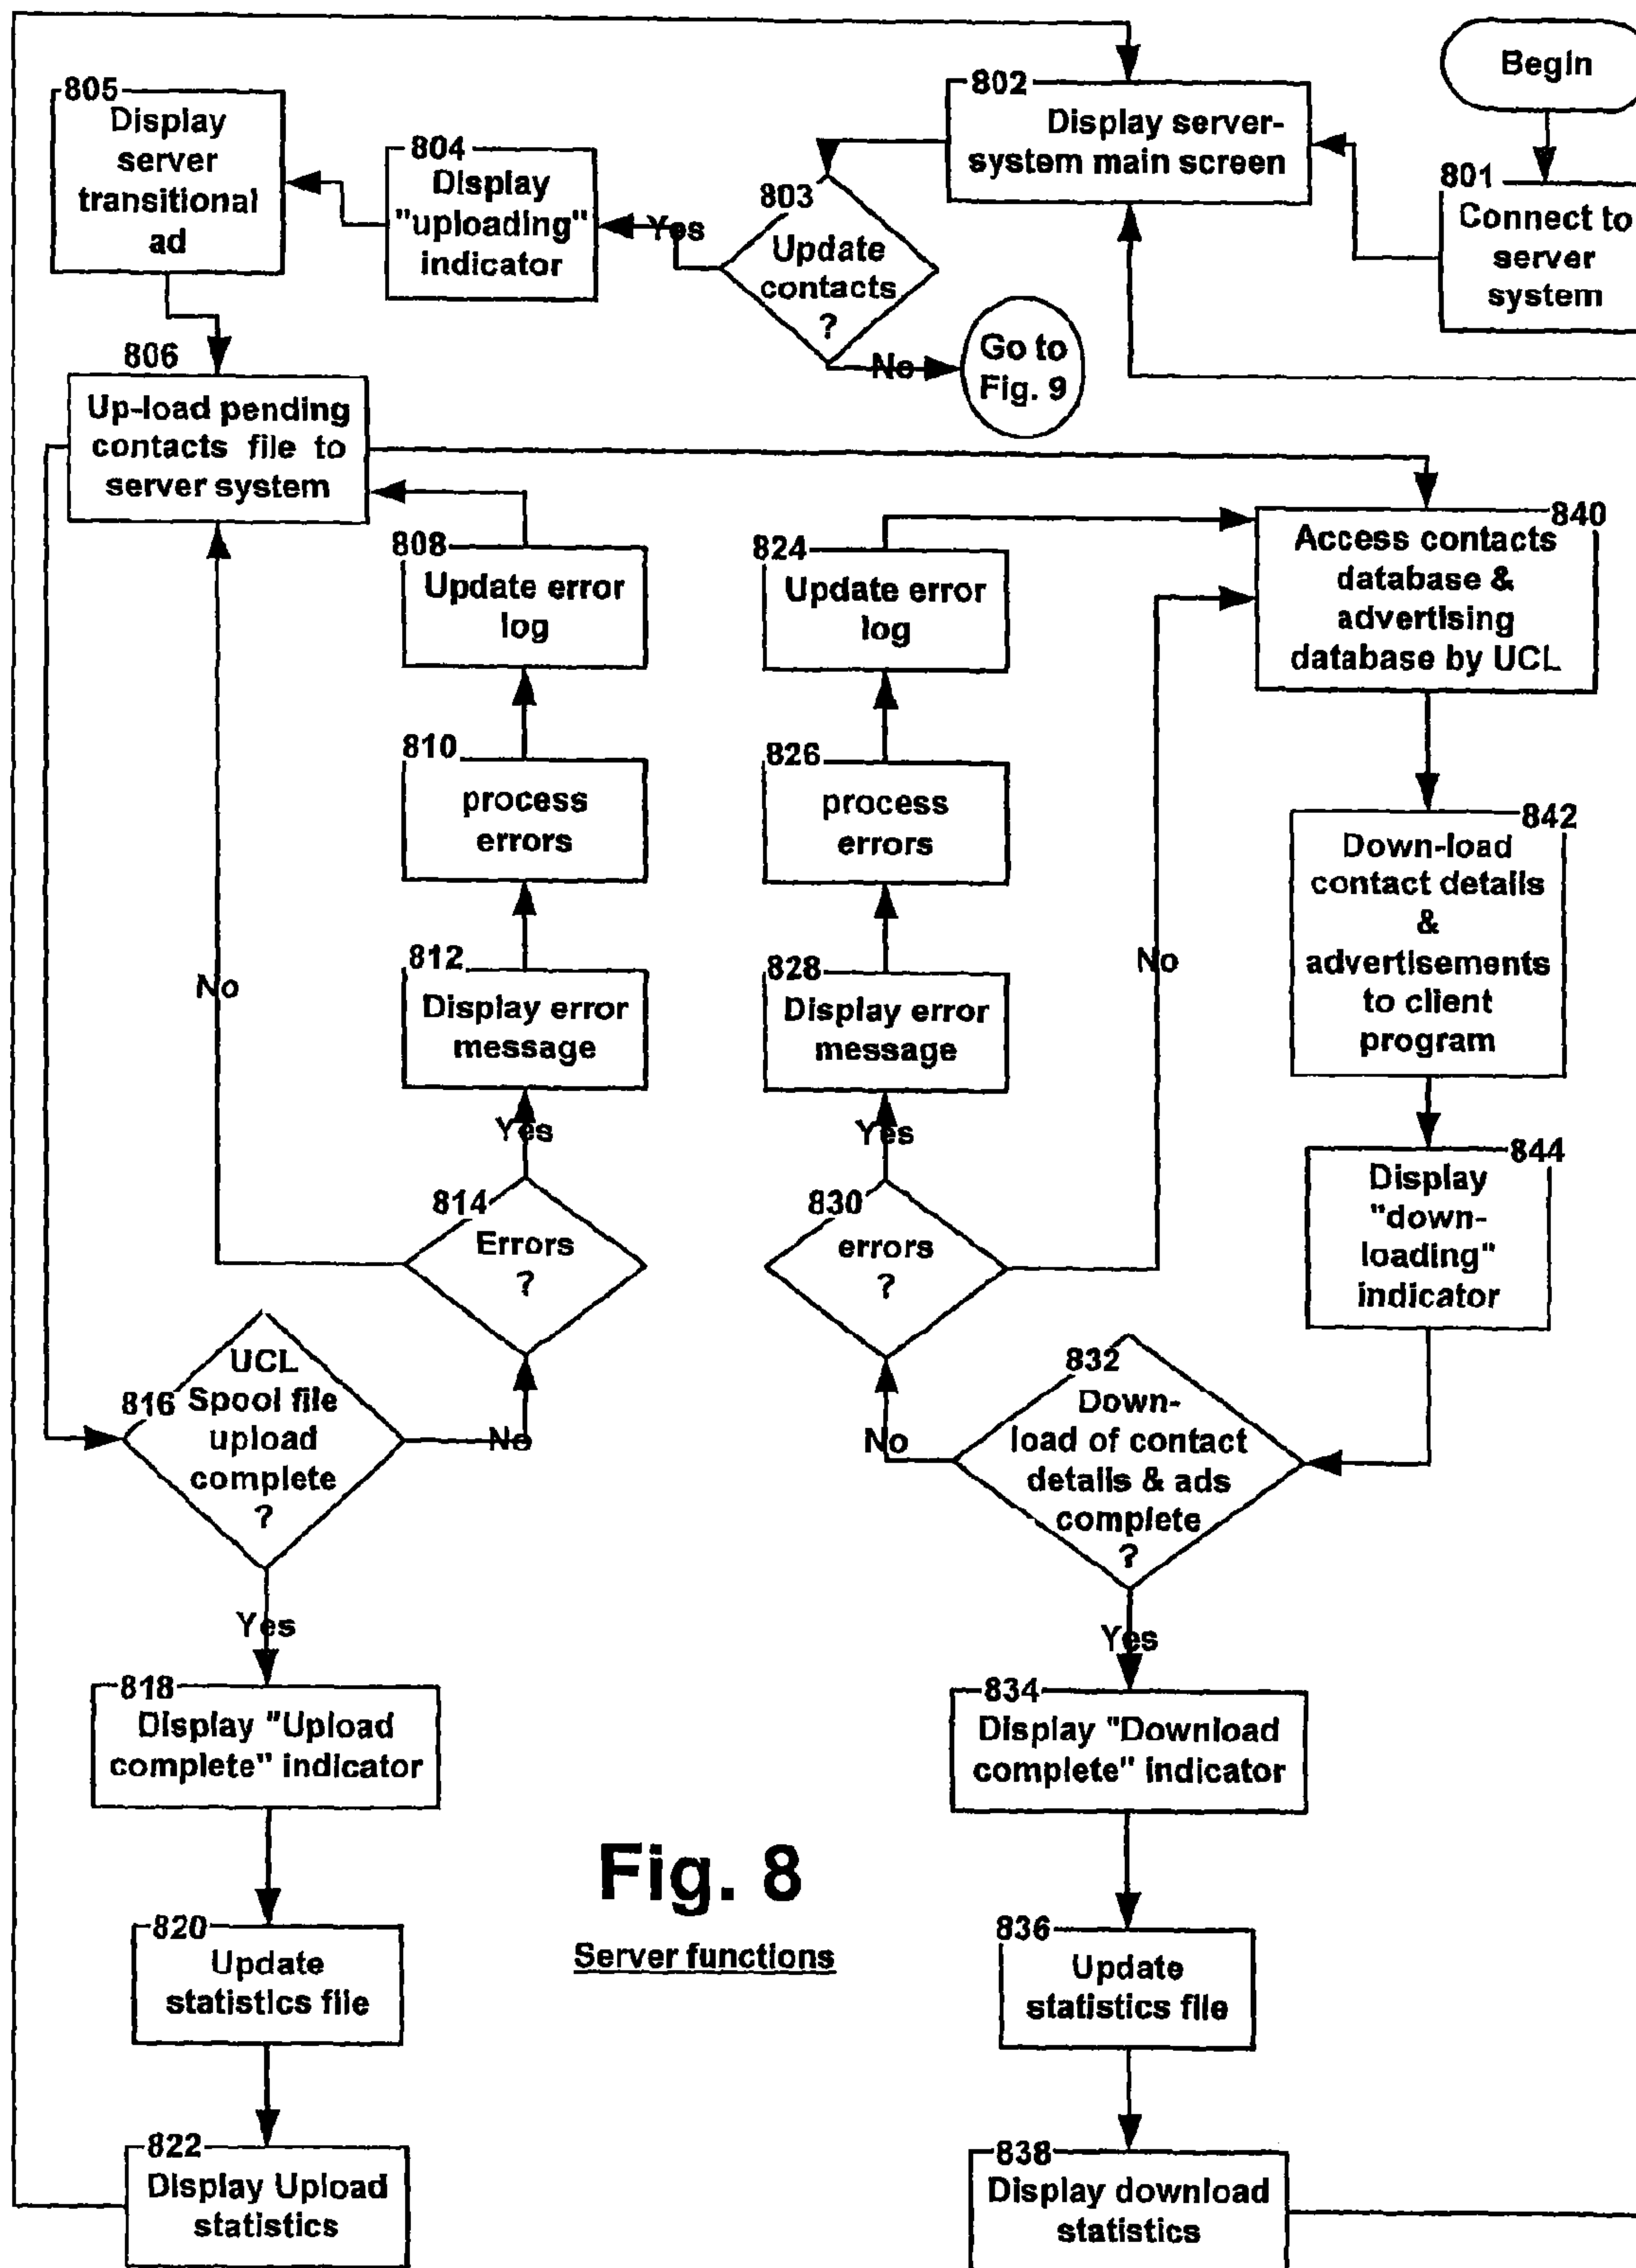 Begin
801
Connect to
server
system
802
Display server-
system main screen
803
Update
contacts
?
Yes
No
Go to
Fig. 9
804
Display
"uploading"
indicator
805
Display
server
transitional
ad
806
Up-load pending
contacts file to
server system
808
Update error
log
810
process
errors
812
Display error
message
Yes
814
Errors
?
No
816
UCL
Spool file
upload
complete
?
No
Yes
818
Display "Upload
complete" indicator
820
Update
statistics file
822
Display Upload
statistics
824
Update error
log
826
process
errors
828
Display error
message
Yes
830
errors
?
No
840
Access contacts
database &
advertising
database by UCL
842
Down-load
contact details
&
advertisements
to client
program
844
Display
"down-
loading"
indicator
832
Down-
load of contact
details & ads
complete
?
No
Yes
834
Display "Download
complete" indicator
836
Update
statistics file
838
Display download
statistics
Fig. 8
Server functions